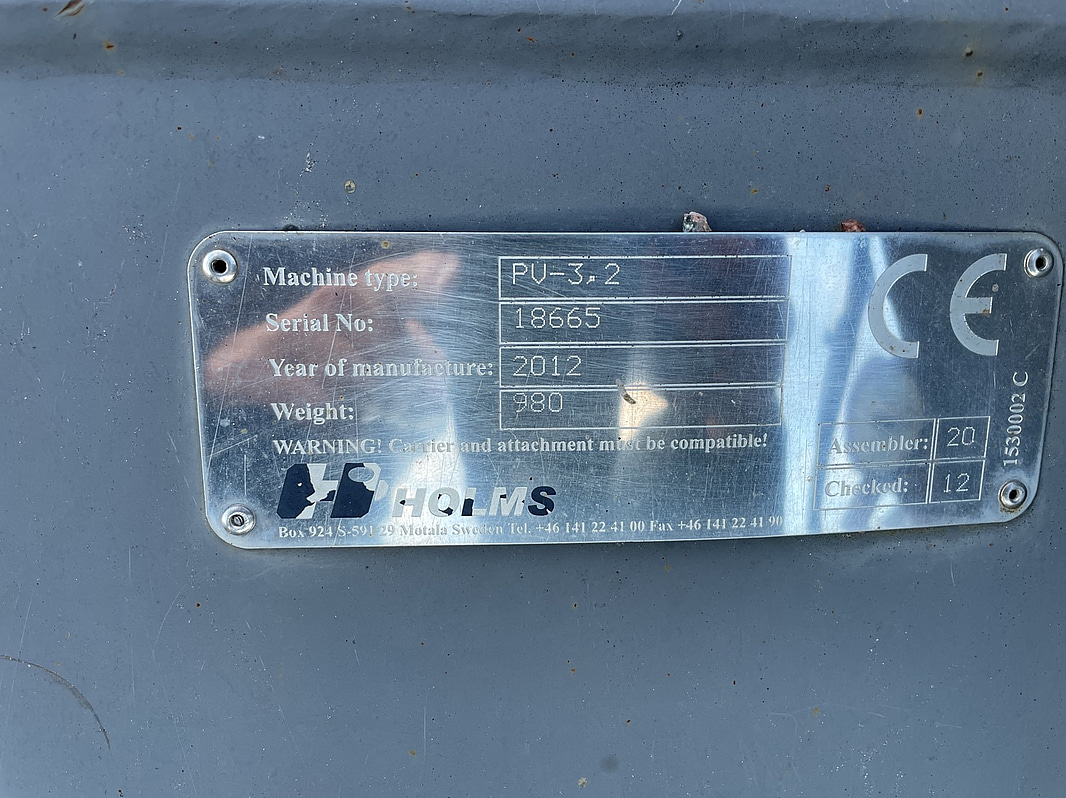 Machine type: PV-3.2
Serial No: 18665
Year of manufacture: 2012
Weight: 980
WARNING! Carrier and attachment must be compatible!
HOLMS
Box 924 S-591 29 Motala Sweden Tel. +46 141 22 41 00 Fax +46 141 22 41 90
CE
Assembler: 20
Checked: 12
1530002 C